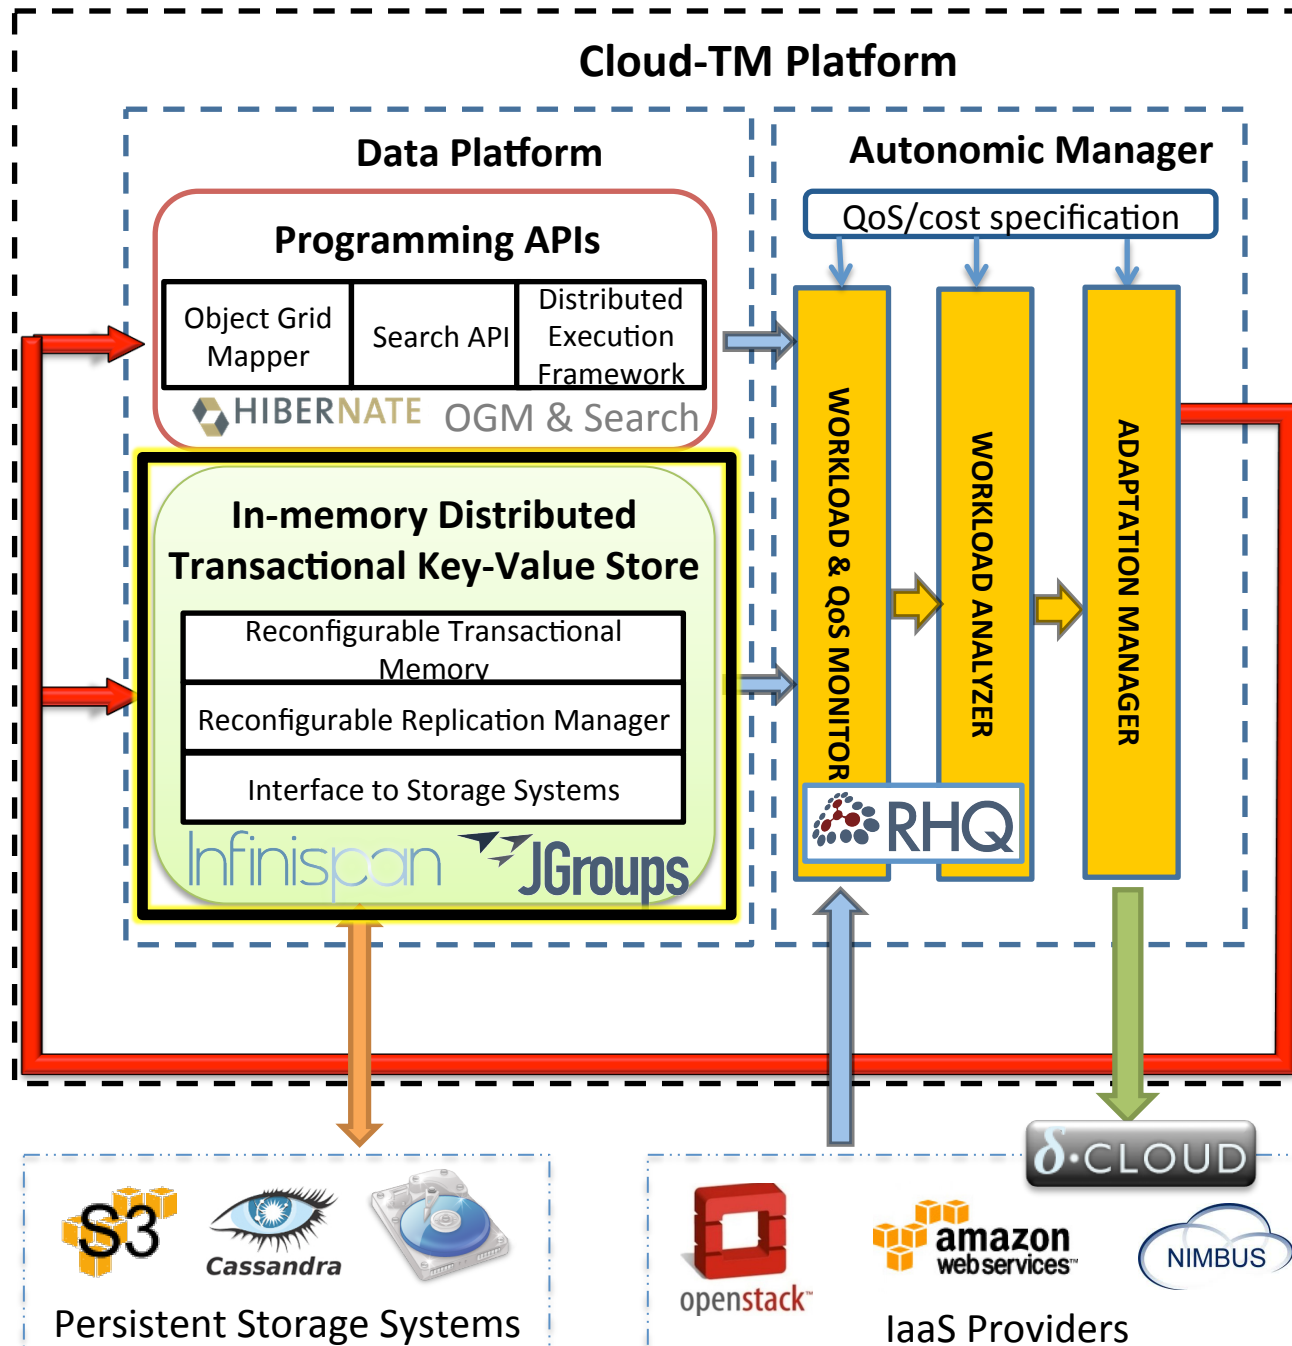 Cloud-TM Platform
Data Platform
Programming APIs
Object Grid
Mapper
Search API
Distributed
Execution
Framework
HIBERNATE
OGM & Search
In-memory Distributed
Transactional Key-Value Store
Reconfigurable Transactional
Memory
Reconfigurable Replication Manager
Interface to Storage Systems
Infinispan
JGroups
Autonomic Manager
QoS/cost specification
WORKLOAD & QoS MONITOR
WORKLOAD ANALYZER
ADAPTATION MANAGER
RHQ
S3
Cassandra
Persistent Storage Systems
δ·CLOUD
openstack™
amazon
web services™
NIMBUS
IaaS Providers